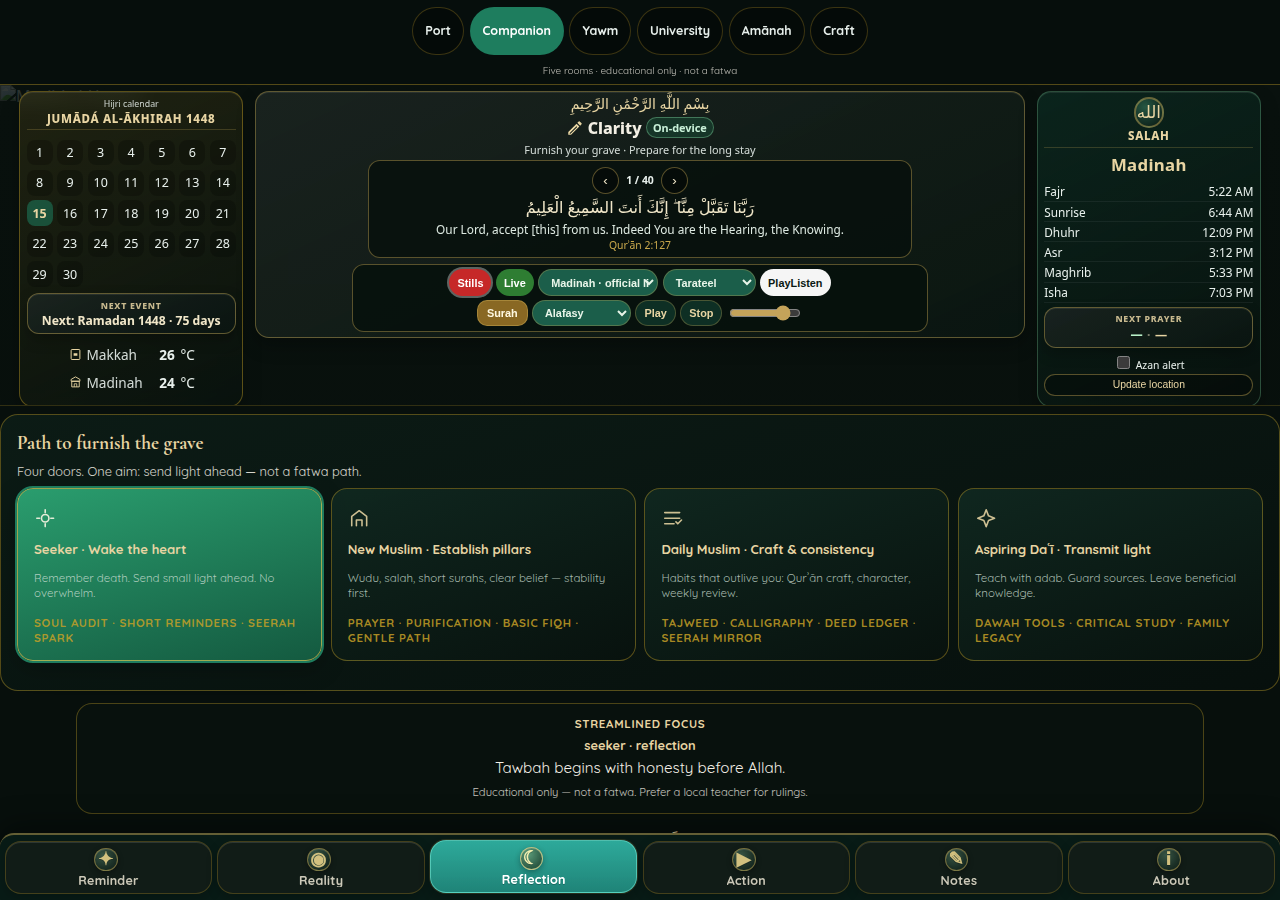 Port
Companion
Yawm
University
Amānah
Craft
Five rooms · educational only · not a fatwa
Hijri calendar
JUMĀDÁ AL-ĀKHIRAH 1448
1 2 3 4 5 6 7
8 9 10 11 12 13 14
15 16 17 18 19 20 21
22 23 24 25 26 27 28
29 30
NEXT EVENT
Next: Ramadan 1448 · 75 days
Makkah 26 °C
Madinah 24 °C
بِسْمِ اللَّهِ الرَّحْمَٰنِ الرَّحِيمِ
Clarity On-device
Furnish your grave · Prepare for the long stay
‹ 1 / 40 ›
رَبَّنَا تَقَبَّلْ مِنَّا ۖ إِنَّكَ أَنتَ السَّمِيعُ الْعَلِيمُ
Our Lord, accept [this] from us. Indeed You are the Hearing, the Knowing.
Qurʾān 2:127
Stills Live Madinah · official Tarateel PlayListen
Surah Alafasy Play Stop
الله
SALAH
Madinah
Fajr 5:22 AM
Sunrise 6:44 AM
Dhuhr 12:09 PM
Asr 3:12 PM
Maghrib 5:33 PM
Isha 7:03 PM
NEXT PRAYER
— · —
Azan alert
Update location
Path to furnish the grave
Four doors. One aim: send light ahead — not a fatwa path.
Seeker · Wake the heart
Remember death. Send small light ahead. No
overwhelm.
SOUL AUDIT · SHORT REMINDERS · SEERAH
SPARK
New Muslim · Establish pillars
Wudu, salah, short surahs, clear belief — stability
first.
PRAYER · PURIFICATION · BASIC FIQH ·
GENTLE PATH
Daily Muslim · Craft & consistency
Habits that outlive you: Qurʾān craft, character,
weekly review.
TAJWEED · CALLIGRAPHY · DEED LEDGER ·
SEERAH MIRROR
Aspiring Daʿī · Transmit light
Teach with adab. Guard sources. Leave beneficial
knowledge.
DAWAH TOOLS · CRITICAL STUDY · FAMILY
LEGACY
STREAMLINED FOCUS
seeker · reflection
Tawbah begins with honesty before Allah.
Educational only — not a fatwa. Prefer a local teacher for rulings.
Reminder
Reality
Reflection
Action
Notes
About